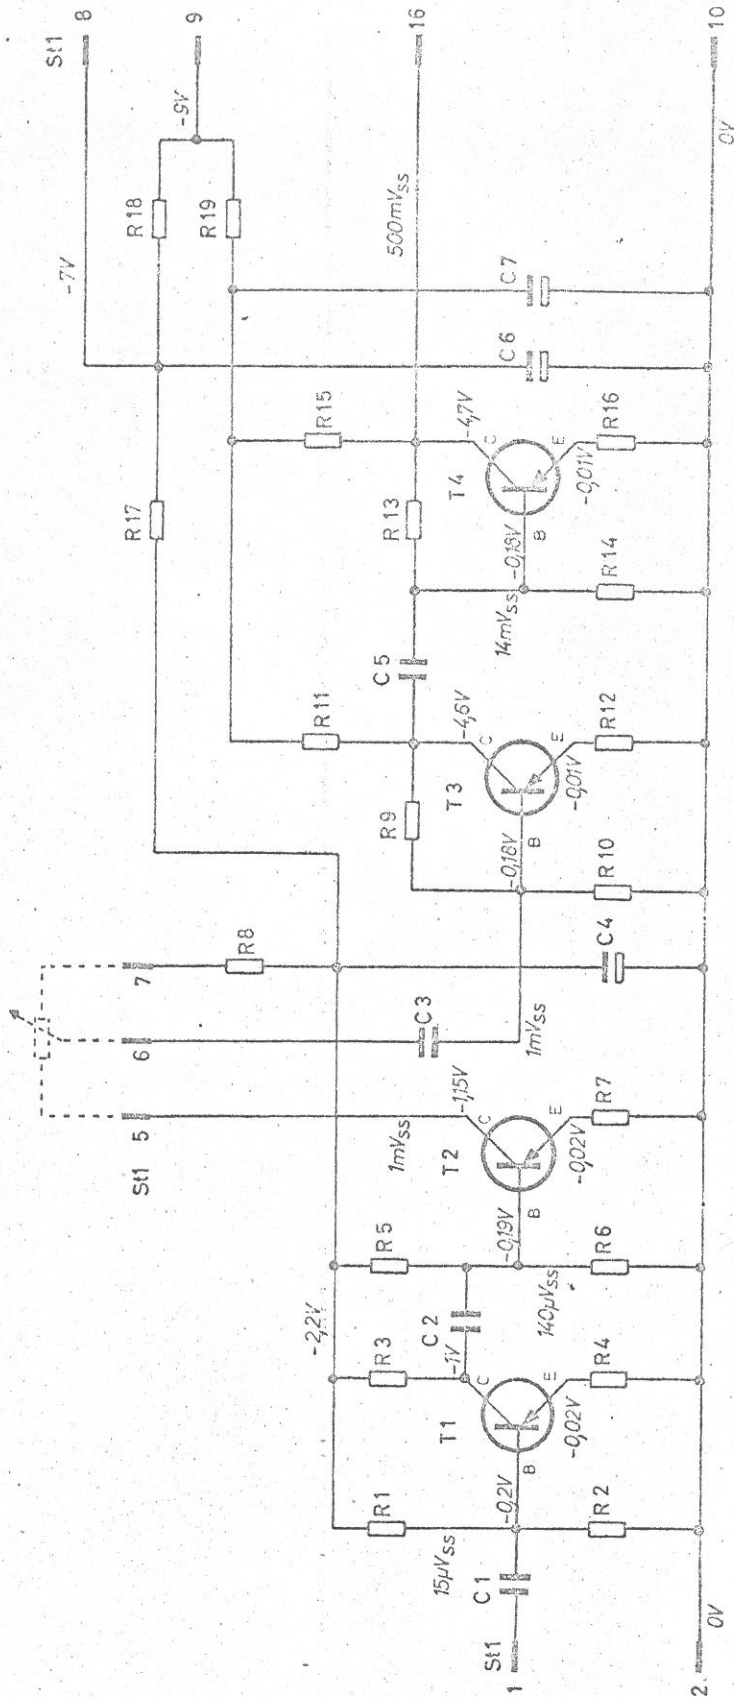 St1
8
9
-7V
-9V
R18
R19
16
10
500mVss
0V
C7
C6
R17
R15
-4,7V
C
T4
E
-0,01V
R16
R13
-0,18V
B
14mVss
R14
C5
R11
-4,6V
C
T3
E
-0,01V
R12
R9
-0,18V
B
R10
7
R8
C4
6
C3
1mVss
St1
5
1mVss
-1,15V
C
T2
E
-0,02V
R7
-2,2V
R5
-0,19V
B
R6
140µVss
C2
R3
-1V
C
T1
E
-0,02V
R4
R1
-0,2V
B
R2
15µVss
C1
St1
1
0V
2